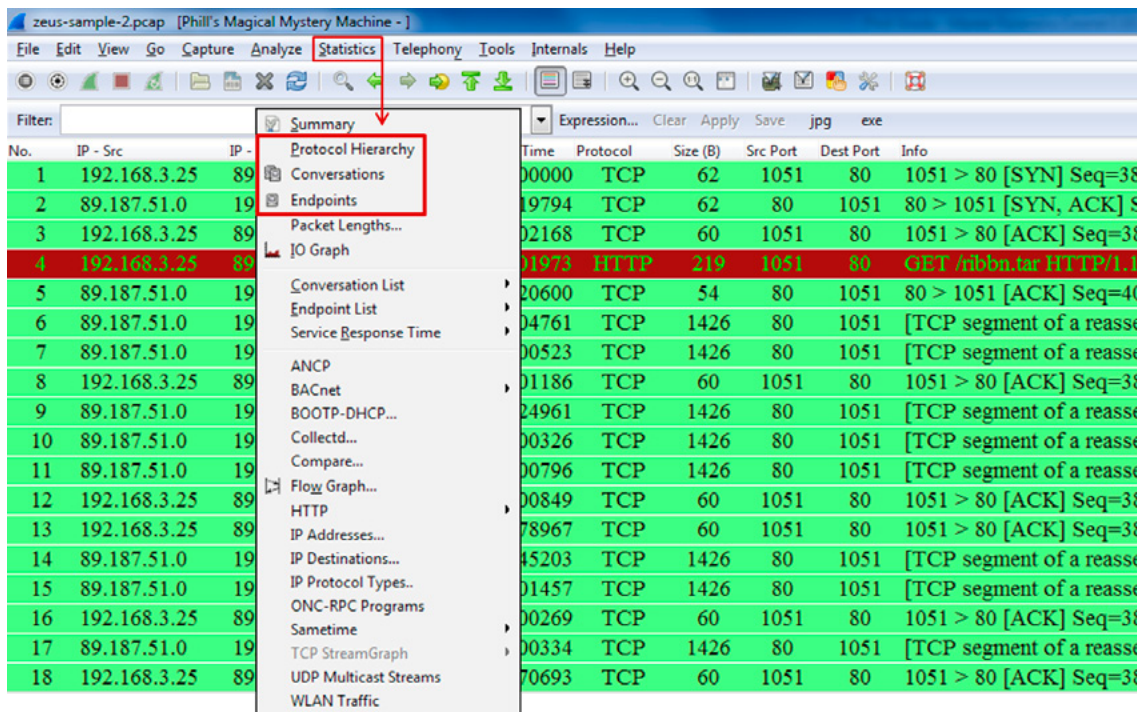 zeus-sample-2.pcap [Phill's Magical Mystery Machine - ]
File Edit View Go Capture Analyze Statistics Telephony Tools Internals Help
Filter: Expression... Clear Apply Save jpg exe
No. IP - Src IP - Time Protocol Size (B) Src Port Dest Port Info
1 192.168.3.25 89 00000 TCP 62 1051 80 1051 > 80 [SYN] Seq=38
2 89.187.51.0 19 19794 TCP 62 80 1051 80 > 1051 [SYN, ACK] S
3 192.168.3.25 89 02168 TCP 60 1051 80 1051 > 80 [ACK] Seq=38
4 192.168.3.25 89 01973 HTTP 219 1051 80 GET /ribbn.tar HTTP/1.1
5 89.187.51.0 19 20600 TCP 54 80 1051 80 > 1051 [ACK] Seq=40
6 89.187.51.0 19 04761 TCP 1426 80 1051 [TCP segment of a reasse
7 89.187.51.0 19 00523 TCP 1426 80 1051 [TCP segment of a reasse
8 192.168.3.25 89 01186 TCP 60 1051 80 1051 > 80 [ACK] Seq=38
9 89.187.51.0 19 24961 TCP 1426 80 1051 [TCP segment of a reasse
10 89.187.51.0 19 00326 TCP 1426 80 1051 [TCP segment of a reasse
11 89.187.51.0 19 00796 TCP 1426 80 1051 [TCP segment of a reasse
12 192.168.3.25 89 00849 TCP 60 1051 80 1051 > 80 [ACK] Seq=38
13 192.168.3.25 89 78967 TCP 60 1051 80 1051 > 80 [ACK] Seq=38
14 89.187.51.0 19 45203 TCP 1426 80 1051 [TCP segment of a reasse
15 89.187.51.0 19 01457 TCP 1426 80 1051 [TCP segment of a reasse
16 192.168.3.25 89 00269 TCP 60 1051 80 1051 > 80 [ACK] Seq=38
17 89.187.51.0 19 00334 TCP 1426 80 1051 [TCP segment of a reasse
18 192.168.3.25 89 70693 TCP 60 1051 80 1051 > 80 [ACK] Seq=38
Summary
Protocol Hierarchy
Conversations
Endpoints
Packet Lengths...
IO Graph
Conversation List
Endpoint List
Service Response Time
ANCP
BACnet
BOOTP-DHCP...
Collectd...
Compare...
Flow Graph...
HTTP
IP Addresses...
IP Destinations...
IP Protocol Types..
ONC-RPC Programs
Sametime
TCP StreamGraph
UDP Multicast Streams
WLAN Traffic